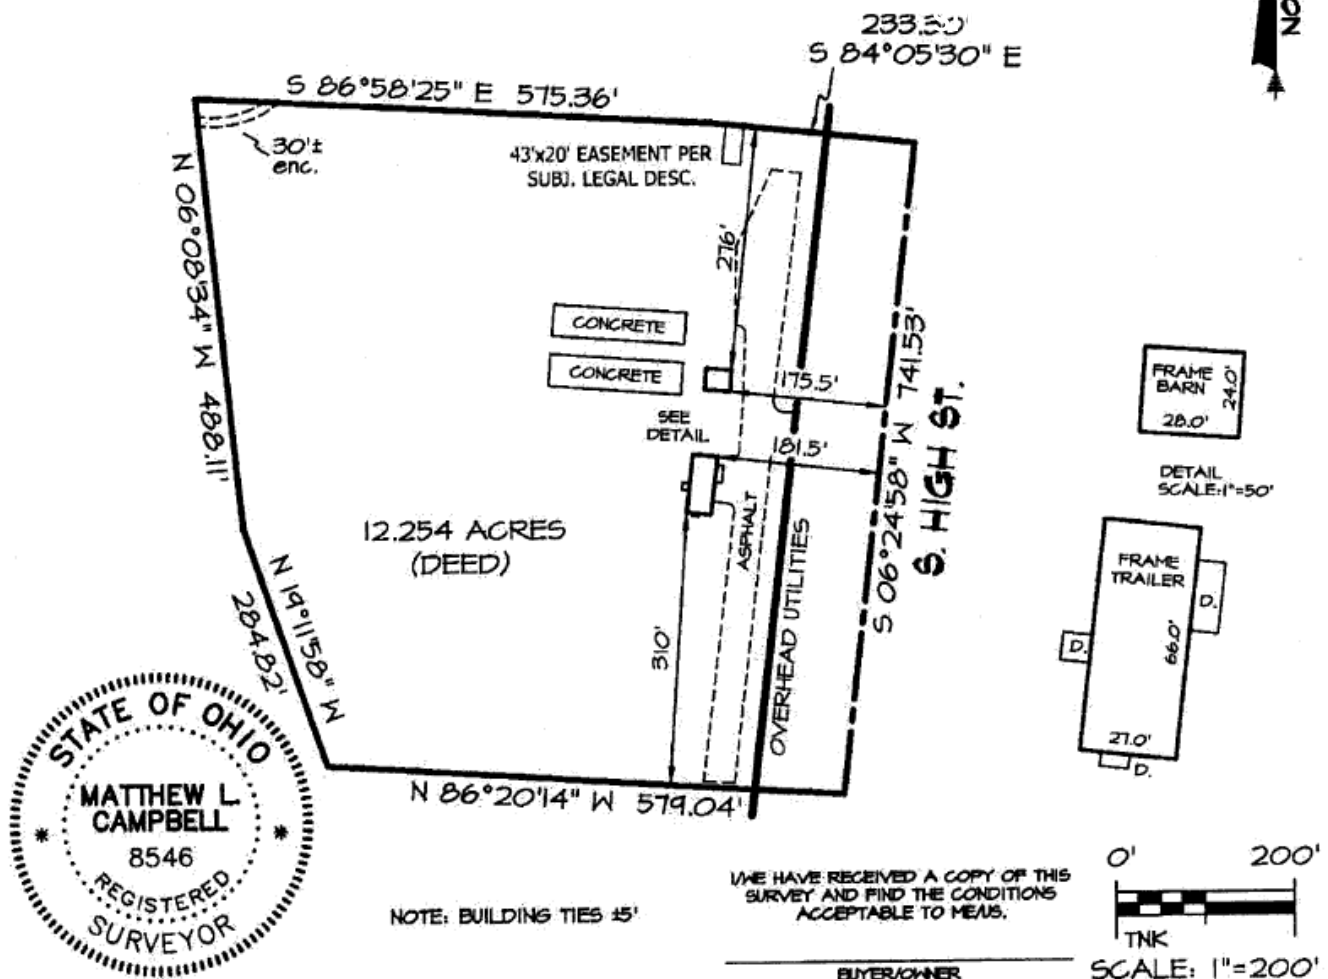 233.50'
S 84°05'30" E
S 86°58'25" E 575.36'
30'±
enc.
43'x20' EASEMENT PER
SUBJ. LEGAL DESC.
N 06°08'34" W 488.11'
276'
CONCRETE
CONCRETE
175.5'
SEE
DETAIL
181.5'
S 06°24'58" W 741.53'
S. HIGH ST.
FRAME
BARN
24.0'
28.0'
DETAIL
SCALE:1"=50'
12.254 ACRES
(DEED)
ASPHALT
OVERHEAD UTILITIES
310'
N 19°11'58" W
284.82'
FRAME
TRAILER
D.
D.
66.0'
27.0'
D.
N 86°20'14" W 579.04'
STATE OF OHIO
MATTHEW L.
CAMPBELL
8546
REGISTERED
SURVEYOR
NOTE: BUILDING TIES ±5'
I/WE HAVE RECEIVED A COPY OF THIS
SURVEY AND FIND THE CONDITIONS
ACCEPTABLE TO ME/US.
BUYER/OWNER
0' 200'
TNK
SCALE: 1"=200'